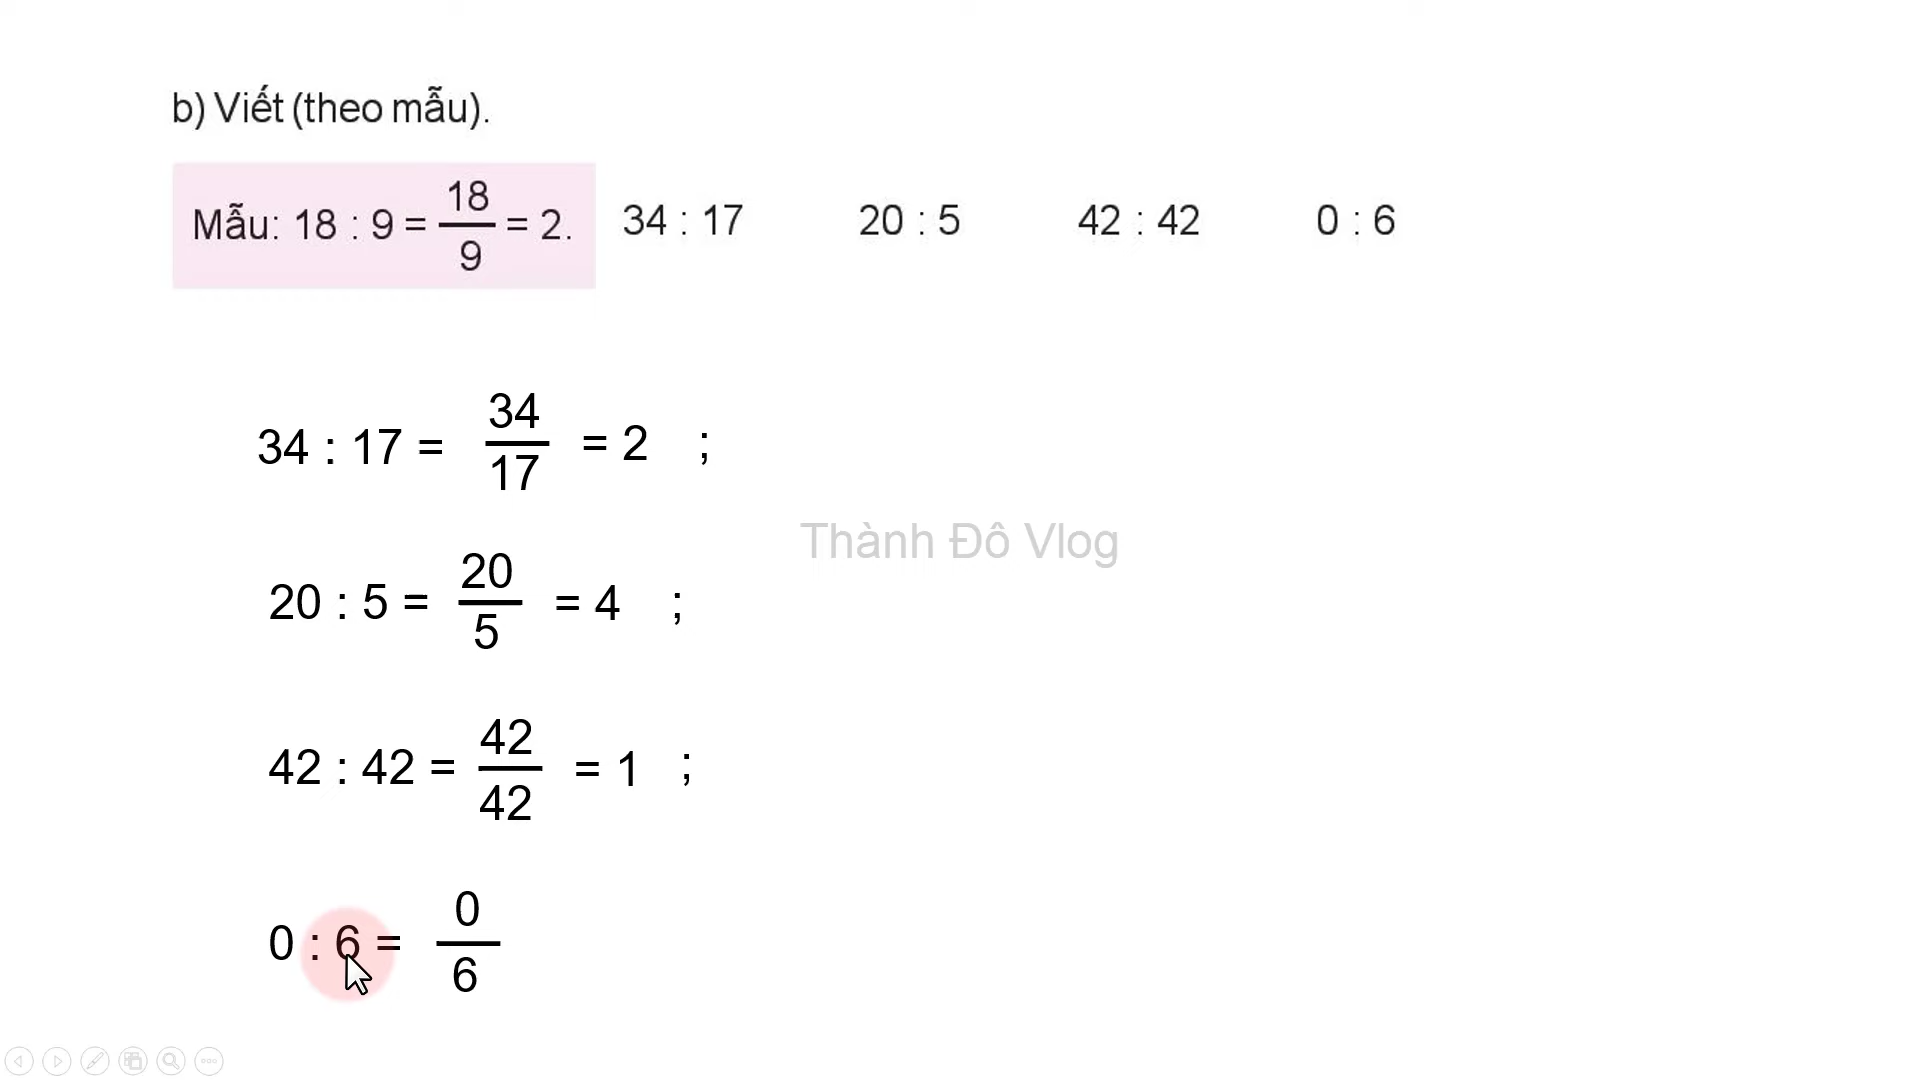 b) Viết (theo mẫu).
Mẫu: 18 : 9 = 18/9 = 2.  34 : 17  20 : 5  42 : 42  0 : 6
34 : 17 = 34/17 = 2 ;
Thành Đô Vlog
20 : 5 = 20/5 = 4 ;
42 : 42 = 42/42 = 1 ;
0 : 6 = 0/6